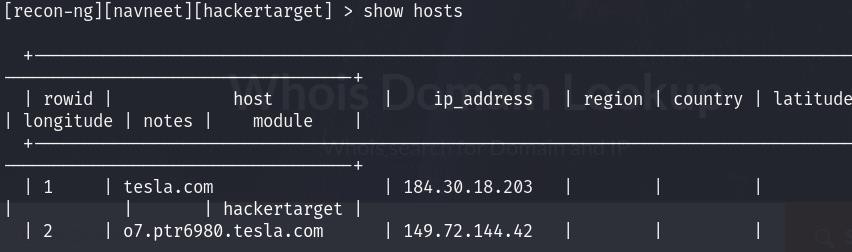 [recon-ng][navneet][hackertarget] > show hosts
+---------------------------------------------------------
-----------------------------------+
| rowid | host | ip_address | region | country | latitude
| longitude | notes | module |
+---------------------------------------------------------
-----------------------------------+
| 1 | tesla.com | 184.30.18.203 | | |
| | | hackertarget |
| 2 | o7.ptr6980.tesla.com | 149.72.144.42 | | |
Whois Domain Lookup
Whois search for Domain and IP